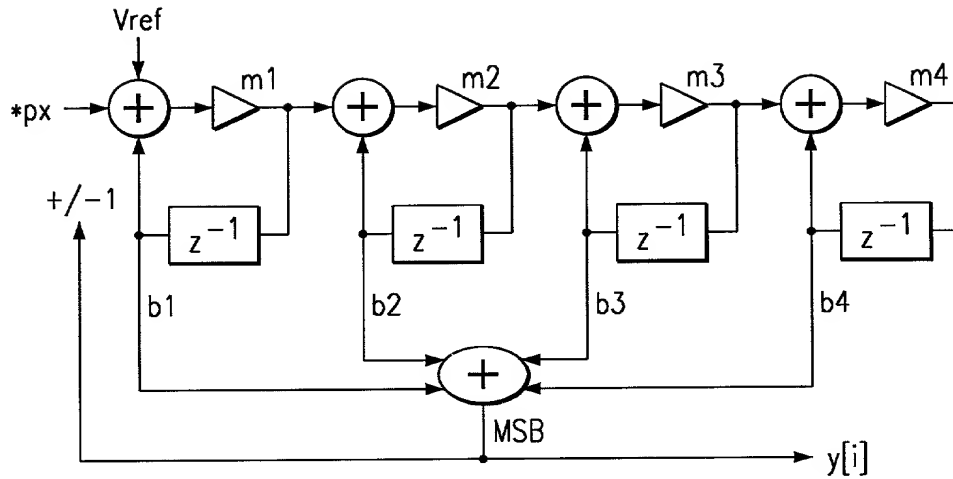 Vref
*px
m1
m2
m3
m4
+
+
+
+
+/-1
z⁻¹
z⁻¹
z⁻¹
z⁻¹
b1
b2
b3
b4
+
MSB
y[i]